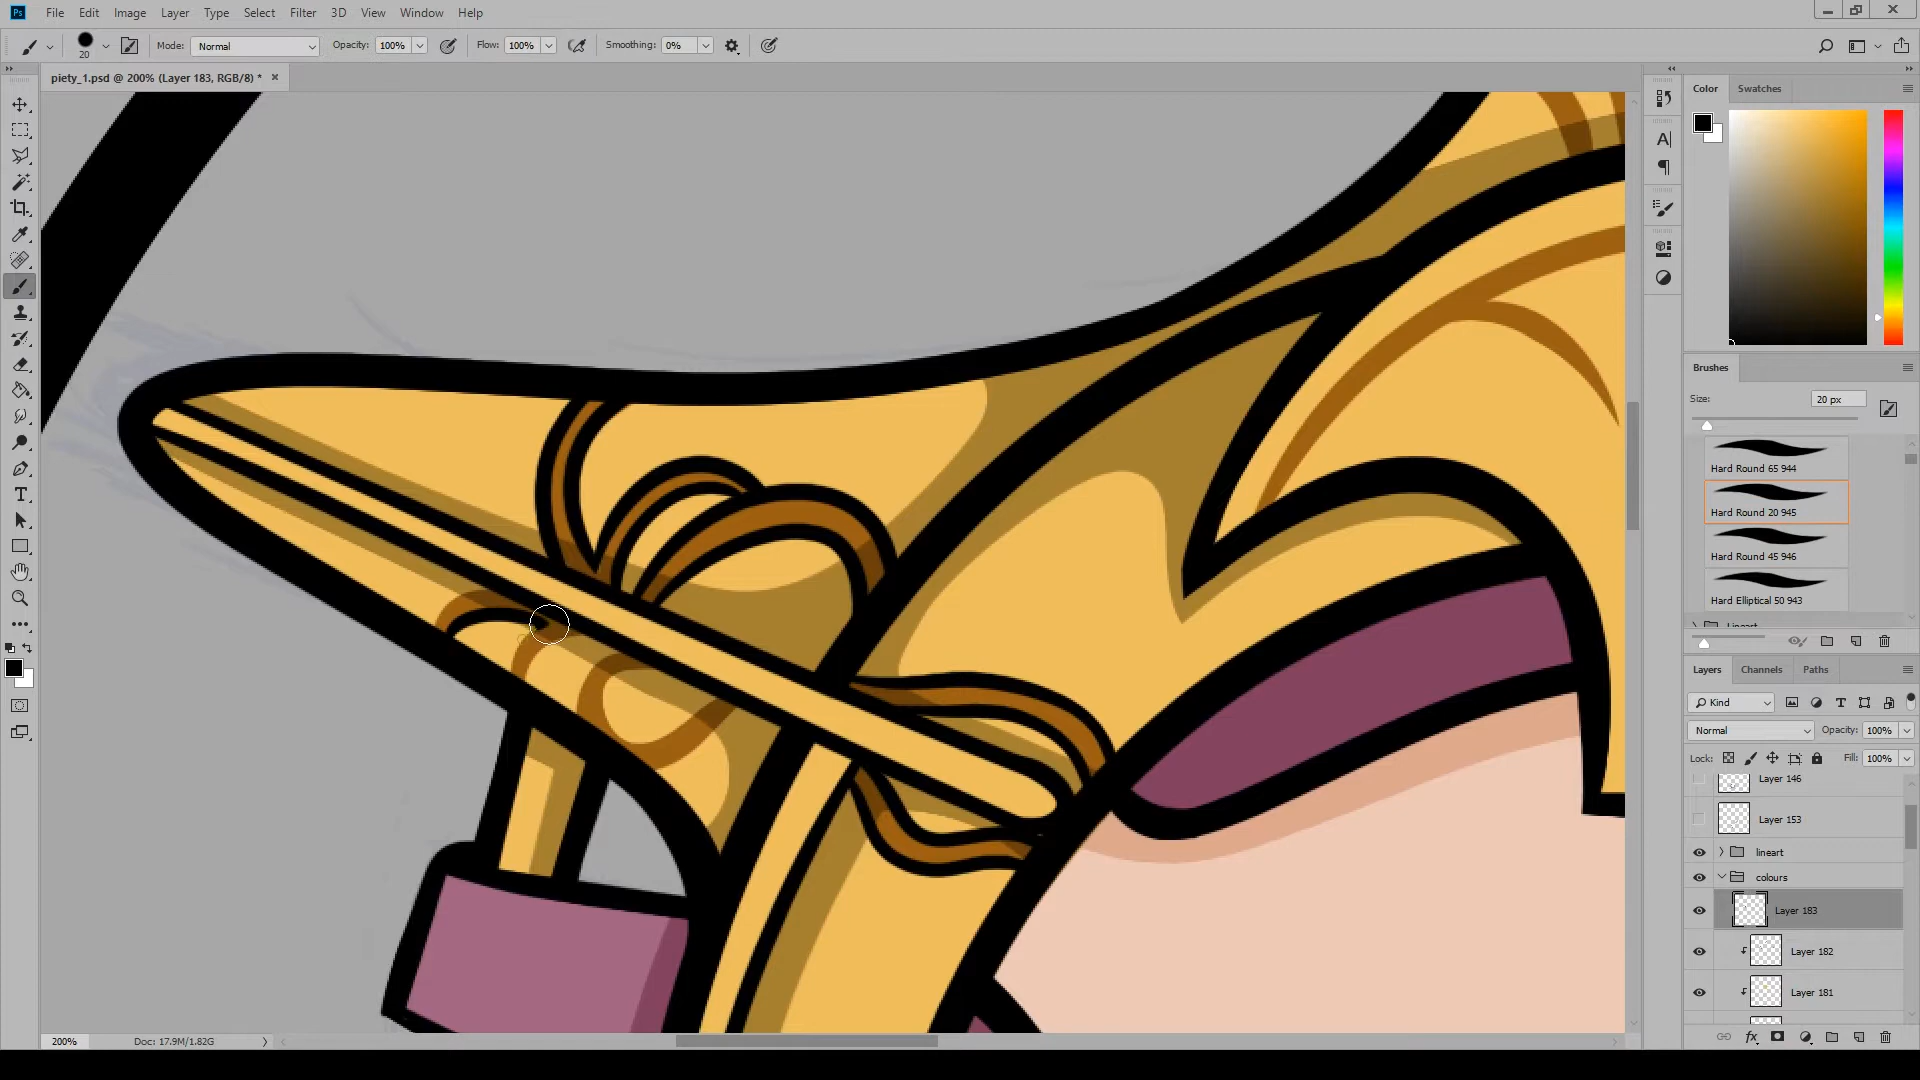 Ps File Edit Image Layer Type Select Filter 3D View Window Help
20 Mode: Normal Opacity: 100% Flow: 100% Smoothing: 0%
piety_1.psd @ 200% (Layer 183, RGB/8) *
Color Swatches
Brushes
Size: 20 px
Hard Round 65 944
Hard Round 20 945
Hard Round 45 946
Hard Elliptical 50 943
Lineart
Layers Channels Paths
Kind
Normal Opacity: 100%
Lock: Fill: 100%
Layer 146
Layer 153
lineart
colours
Layer 183
Layer 182
Layer 181
200% Doc: 17.9M/1.82G